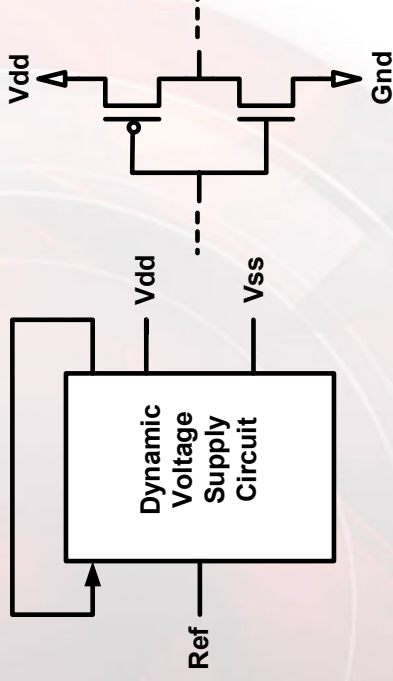 Ref
Dynamic
Voltage
Supply
Circuit
Vdd
Vss
Vdd
Gnd